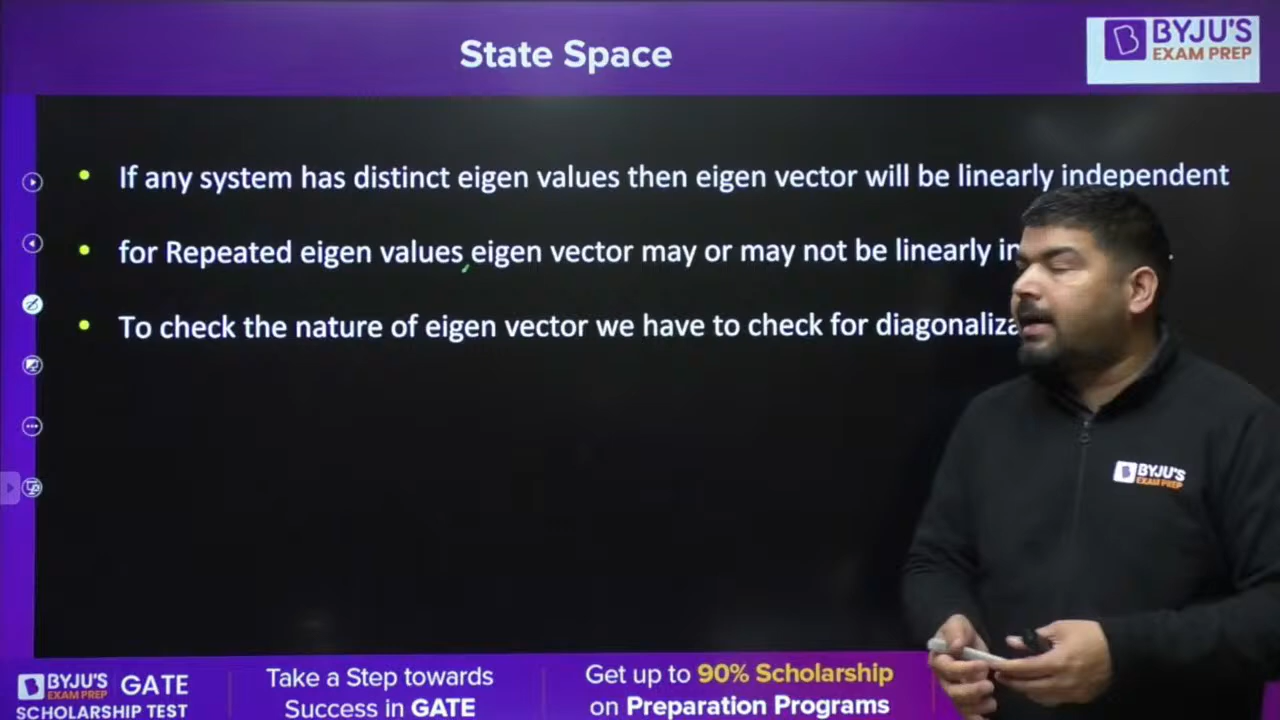 State Space
BYJU'S
EXAM PREP
If any system has distinct eigen values then eigen vector will be linearly independent
for Repeated eigen values, eigen vector may or may not be linearly
To check the nature of eigen vector we have to check for
BYJU'S
EXAM PREP
BYJU'S
EXAM PREP
GATE
SCHOLARSHIP TEST
Take a Step towards
Success in GATE
Get up to 90% Scholarship
on Preparation Programs